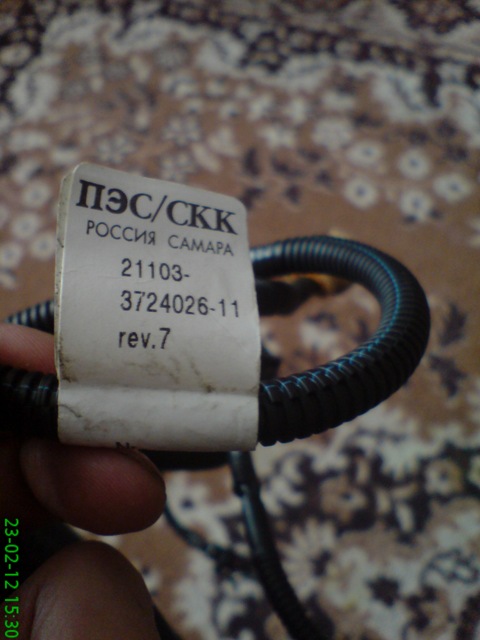 ПЭС/СКК
РОССИЯ САМАРА
21103-
3724026-11
rev.7
23-02-12 15:30